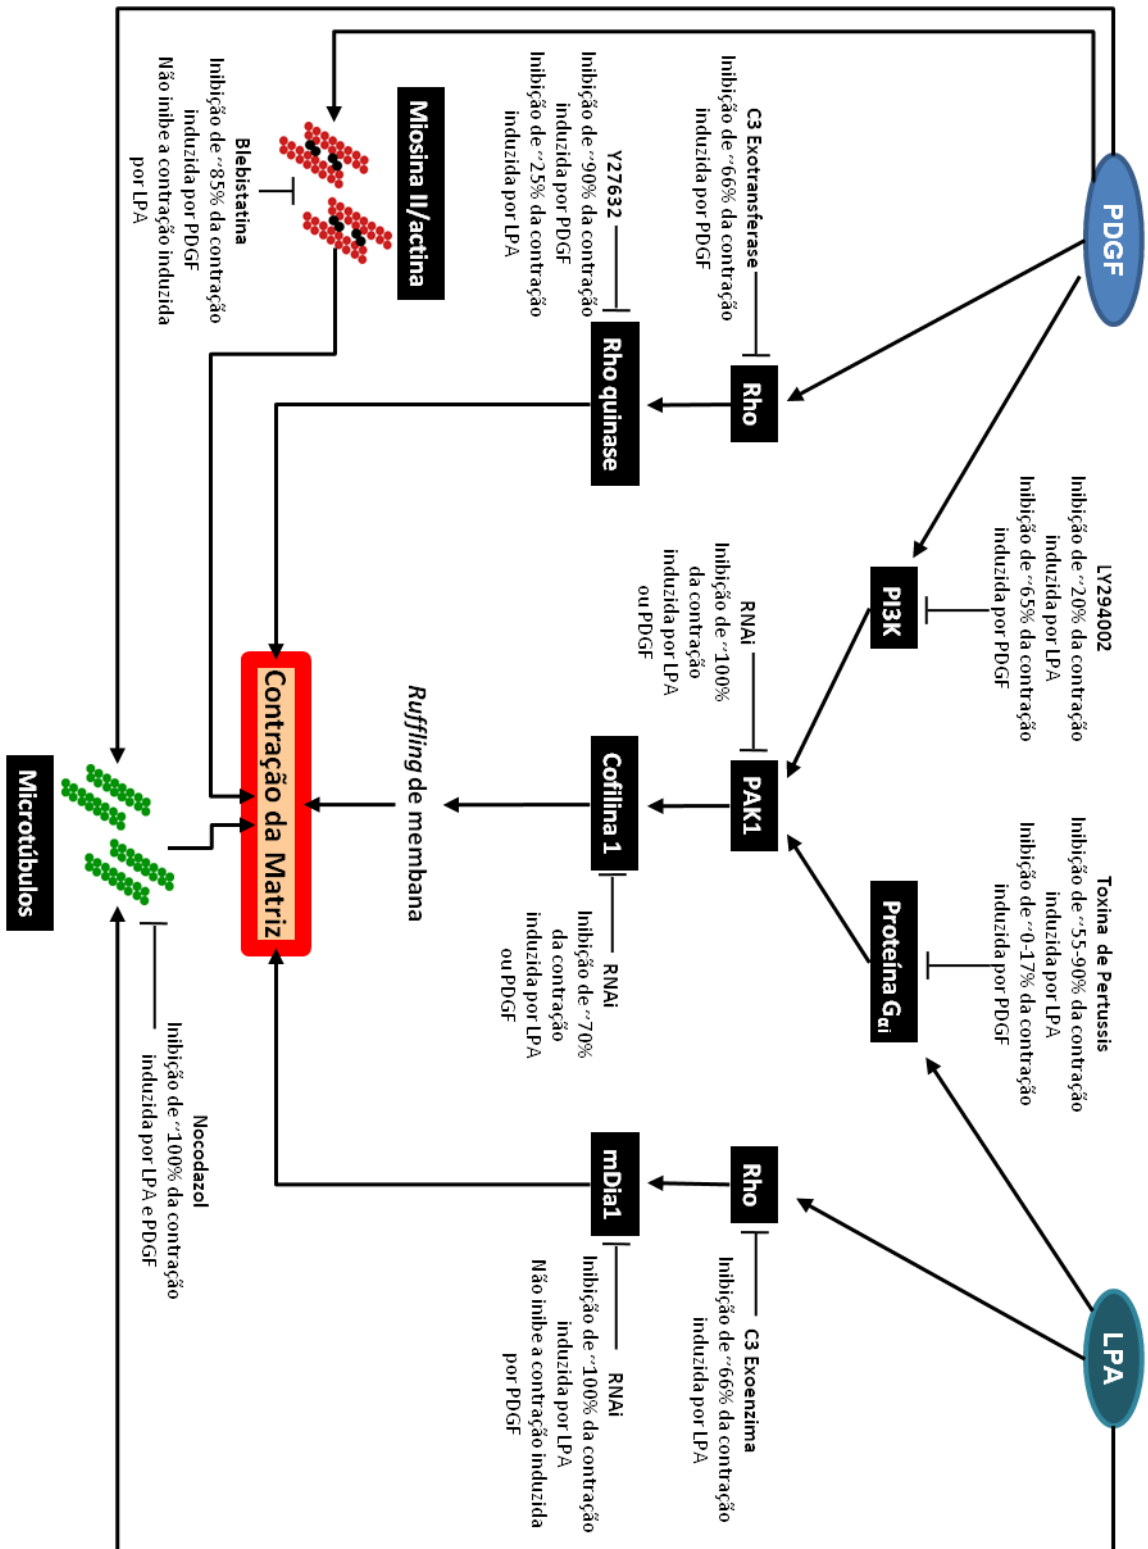 PDGF
LPA
LY294002
Inibição de ~20% da contração
induzida por LPA
Inibição de ~65% da contração
induzida por PDGF
Toxina de Pertussis
Inibição de ~55-90% da contração
induzida por LPA
Inibição de ~0-17% da contração
induzida por PDGF
PI3K
Proteína Gαi
C3 Exotransferase
Inibição de ~66% da contração
induzida por PDGF
Rho
RNAi
Inibição de ~100%
da contração
induzida por LPA
ou PDGF
PAK1
Rho
C3 Exoenzima
Inibição de ~66% da contração
induzida por LPA
Y27632
Inibição de ~90% da contração
induzida por PDGF
Inibição de ~25% da contração
induzida por LPA
Rho quinase
Cofilina 1
RNAi
Inibição de ~70%
da contração
induzida por LPA
ou PDGF
mDia1
RNAi
Inibição de ~100% da contração
induzida por LPA
Não inibe a contração induzida
por PDGF
Miosina II/actina
Ruffling de membana
Blebistatina
Inibição de ~85% da contração
induzida por PDGF
Não inibe a contração induzida
por LPA
Contração da Matriz
Nocodazol
Inibição de ~100% da contração
induzida por LPA e PDGF
Microtúbulos